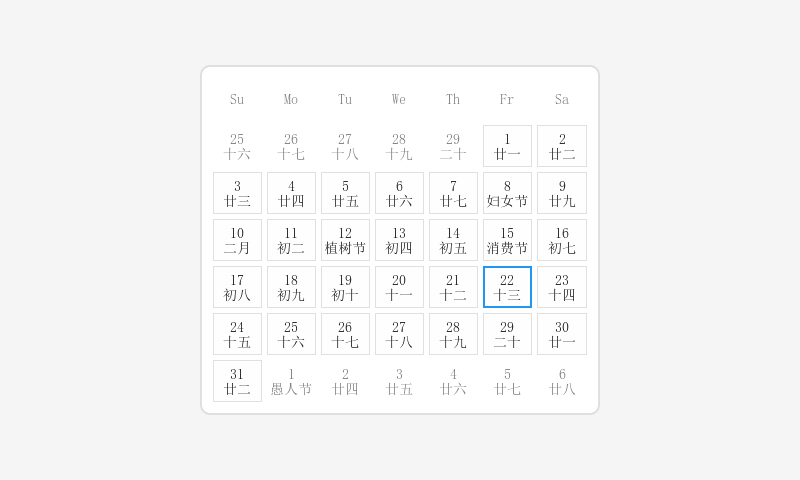 Su Mo Tu We Th Fr Sa
25 26 27 28 29 1 2
十六 十七 十八 十九 二十 廿一 廿二
3 4 5 6 7 8 9
廿三 廿四 廿五 廿六 廿七 妇女节 廿九
10 11 12 13 14 15 16
二月 初二 植树节 初四 初五 消费节 初七
17 18 19 20 21 22 23
初八 初九 初十 十一 十二 十三 十四
24 25 26 27 28 29 30
十五 十六 十七 十八 十九 二十 廿一
31 1 2 3 4 5 6
廿二 愚人节 廿四 廿五 廿六 廿七 廿八